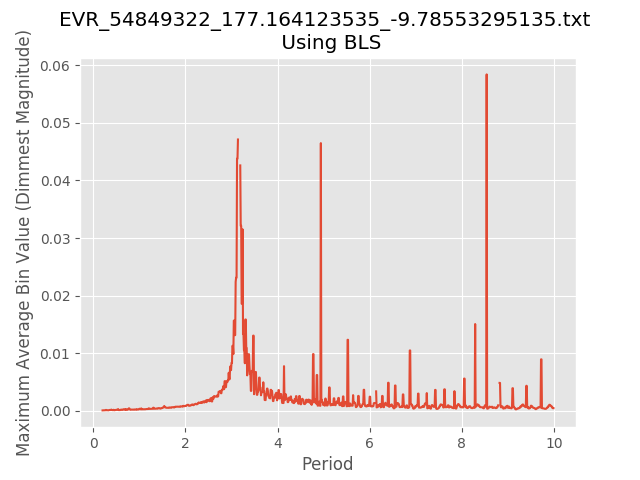 EVR_54849322_177.164123535_-9.78553295135.txt
Using BLS
Maximum Average Bin Value (Dimmest Magnitude)
0.06
0.05
0.04
0.03
0.02
0.01
0.00
0 2 4 6 8 10
Period